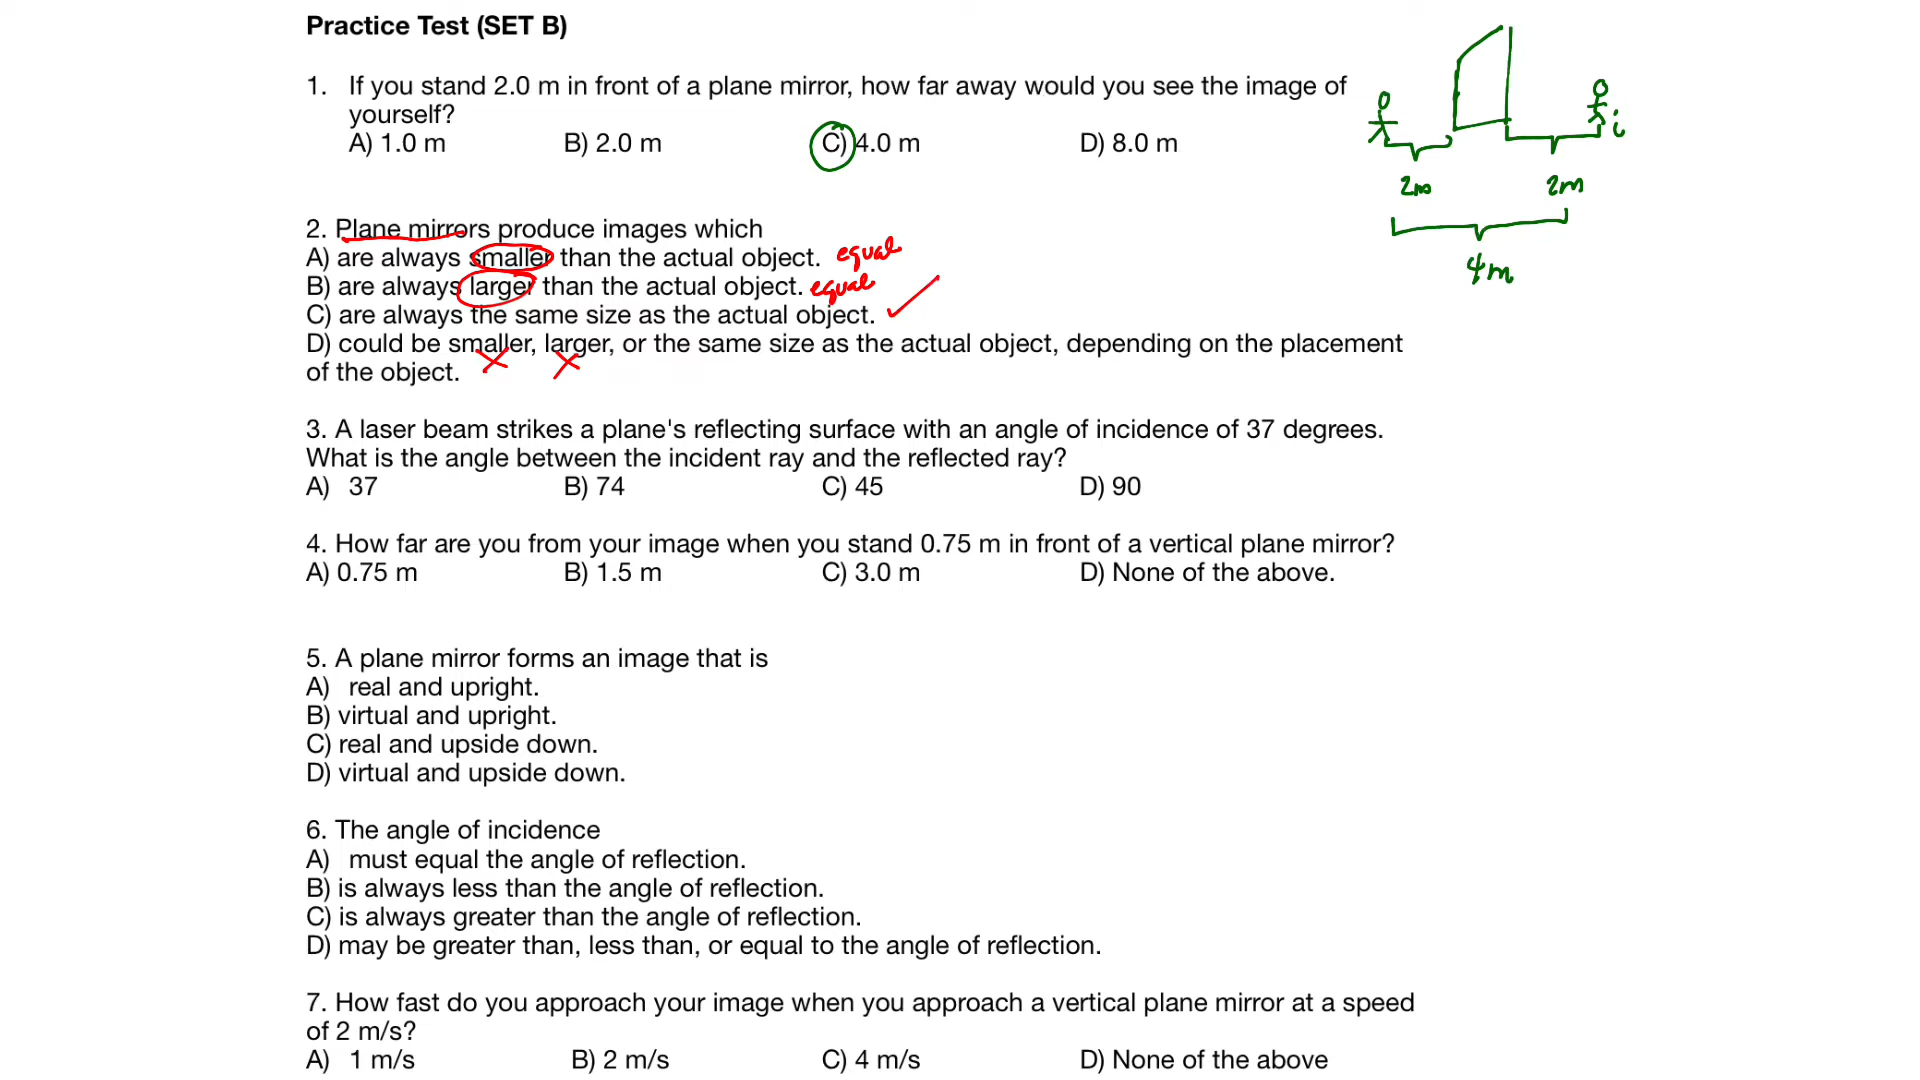 Practice Test (SET B)
1. If you stand 2.0 m in front of a plane mirror, how far away would you see the image of
yourself?
A) 1.0 m B) 2.0 m C) 4.0 m D) 8.0 m
i
2m 2m
4m
2. Plane mirrors produce images which
A) are always smaller than the actual object. equal
B) are always larger than the actual object. equal
C) are always the same size as the actual object.
D) could be smaller, larger, or the same size as the actual object, depending on the placement
of the object.
3. A laser beam strikes a plane's reflecting surface with an angle of incidence of 37 degrees.
What is the angle between the incident ray and the reflected ray?
A) 37 B) 74 C) 45 D) 90
4. How far are you from your image when you stand 0.75 m in front of a vertical plane mirror?
A) 0.75 m B) 1.5 m C) 3.0 m D) None of the above.
5. A plane mirror forms an image that is
A) real and upright.
B) virtual and upright.
C) real and upside down.
D) virtual and upside down.
6. The angle of incidence
A) must equal the angle of reflection.
B) is always less than the angle of reflection.
C) is always greater than the angle of reflection.
D) may be greater than, less than, or equal to the angle of reflection.
7. How fast do you approach your image when you approach a vertical plane mirror at a speed
of 2 m/s?
A) 1 m/s B) 2 m/s C) 4 m/s D) None of the above